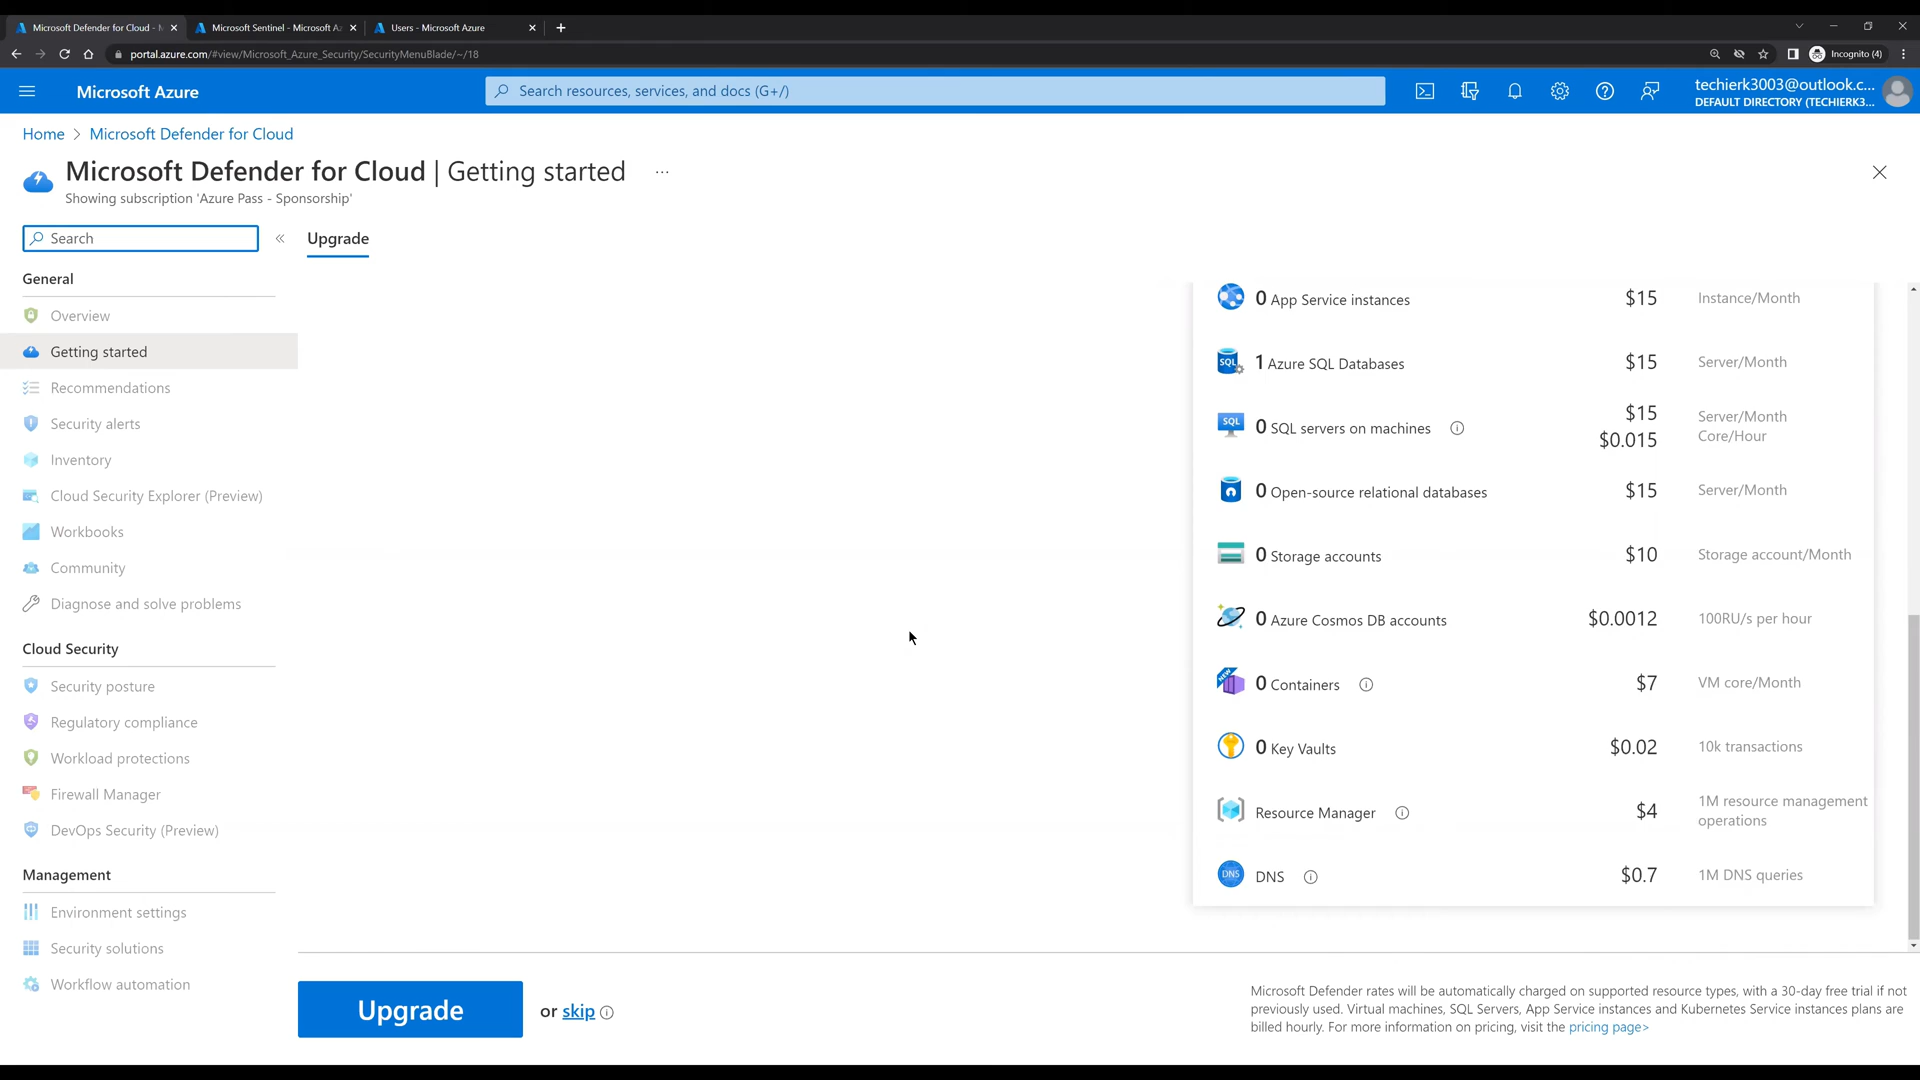 Microsoft Defender for Cloud - M
Microsoft Sentinel - Microsoft Az
Users - Microsoft Azure
portal.azure.com/#view/Microsoft_Azure_Security/SecurityMenuBlade/~/18
Incognito (4)
Microsoft Azure
Search resources, services, and docs (G+/)
techierk3003@outlook.c...
DEFAULT DIRECTORY (TECHIERK3...
Home > Microsoft Defender for Cloud
Microsoft Defender for Cloud | Getting started ...
Showing subscription 'Azure Pass - Sponsorship'
Search
«
Upgrade
General
Overview
Getting started
Recommendations
Security alerts
Inventory
Cloud Security Explorer (Preview)
Workbooks
Community
Diagnose and solve problems
Cloud Security
Security posture
Regulatory compliance
Workload protections
Firewall Manager
DevOps Security (Preview)
Management
Environment settings
Security solutions
Workflow automation
0 App Service instances $15 Instance/Month
SQL 1 Azure SQL Databases $15 Server/Month
SQL 0 SQL servers on machines $15 Server/Month
$0.015 Core/Hour
0 Open-source relational databases $15 Server/Month
0 Storage accounts $10 Storage account/Month
0 Azure Cosmos DB accounts $0.0012 100RU/s per hour
NEW 0 Containers $7 VM core/Month
0 Key Vaults $0.02 10k transactions
Resource Manager $4 1M resource management
operations
DNS DNS $0.7 1M DNS queries
Upgrade or skip
Microsoft Defender rates will be automatically charged on supported resource types, with a 30-day free trial if not
previously used. Virtual machines, SQL Servers, App Service instances and Kubernetes Service instances plans are
billed hourly. For more information on pricing, visit the pricing page>